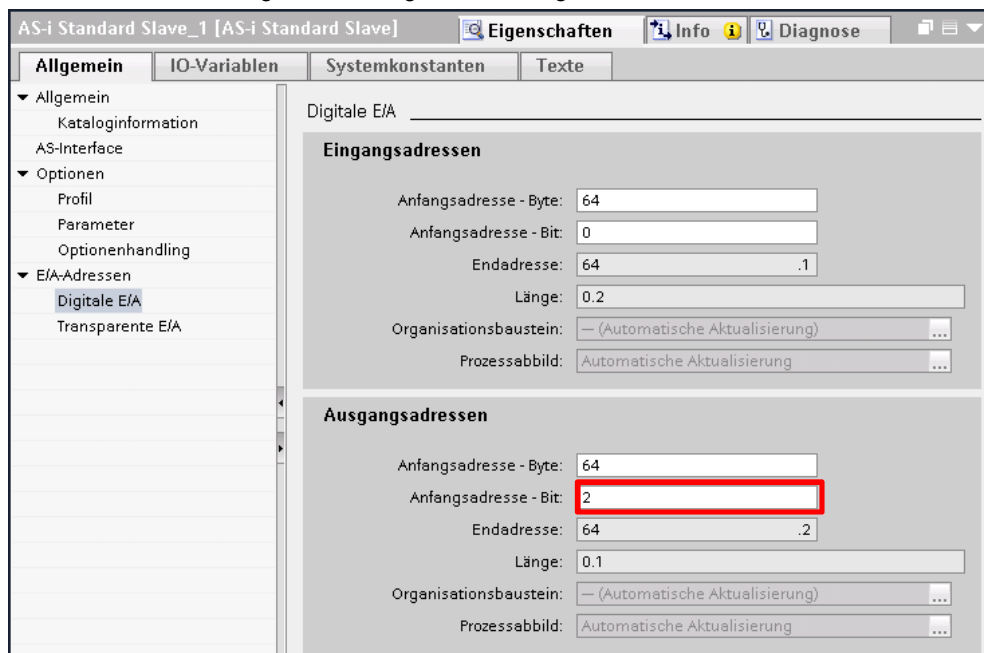 AS-i Standard Slave_1 [AS-i Standard Slave] Eigenschaften Info Diagnose
Allgemein IO-Variablen Systemkonstanten Texte
Allgemein
Kataloginformation
AS-Interface
Optionen
Profil
Parameter
Optionenhandling
E/A-Adressen
Digitale E/A
Transparente E/A
Digitale E/A
Eingangsadressen
Anfangsadresse - Byte: 64
Anfangsadresse - Bit: 0
Endadresse: 64 .1
Länge: 0.2
Organisationsbaustein: — (Automatische Aktualisierung) ...
Prozessabbild: Automatische Aktualisierung ...
Ausgangsadressen
Anfangsadresse - Byte: 64
Anfangsadresse - Bit: 2
Endadresse: 64 .2
Länge: 0.1
Organisationsbaustein: — (Automatische Aktualisierung) ...
Prozessabbild: Automatische Aktualisierung ...